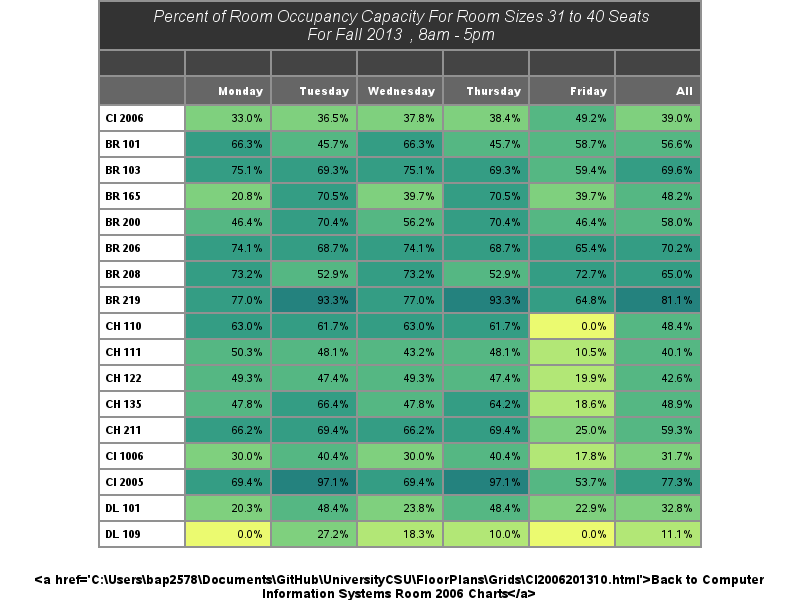 Percent of Room Occupancy Capacity For Room Sizes 31 to 40 Seats
For Fall 2013 , 8am - 5pm
Monday Tuesday Wednesday Thursday Friday All
CI 2006 33.0% 36.5% 37.8% 38.4% 49.2% 39.0%
BR 101 66.3% 45.7% 66.3% 45.7% 58.7% 56.6%
BR 103 75.1% 69.3% 75.1% 69.3% 59.4% 69.6%
BR 165 20.8% 70.5% 39.7% 70.5% 39.7% 48.2%
BR 200 46.4% 70.4% 56.2% 70.4% 46.4% 58.0%
BR 206 74.1% 68.7% 74.1% 68.7% 65.4% 70.2%
BR 208 73.2% 52.9% 73.2% 52.9% 72.7% 65.0%
BR 219 77.0% 93.3% 77.0% 93.3% 64.8% 81.1%
CH 110 63.0% 61.7% 63.0% 61.7% 0.0% 48.4%
CH 111 50.3% 48.1% 43.2% 48.1% 10.5% 40.1%
CH 122 49.3% 47.4% 49.3% 47.4% 19.9% 42.6%
CH 135 47.8% 66.4% 47.8% 64.2% 18.6% 48.9%
CH 211 66.2% 69.4% 66.2% 69.4% 25.0% 59.3%
CI 1006 30.0% 40.4% 30.0% 40.4% 17.8% 31.7%
CI 2005 69.4% 97.1% 69.4% 97.1% 53.7% 77.3%
DL 101 20.3% 48.4% 23.8% 48.4% 22.9% 32.8%
DL 109 0.0% 27.2% 18.3% 10.0% 0.0% 11.1%
<a href='C:\Users\bap2578\Documents\GitHub\UniversityCSU\FloorPlans\Grids\CI2006201310.html'>Back to Computer
Information Systems Room 2006 Charts</a>